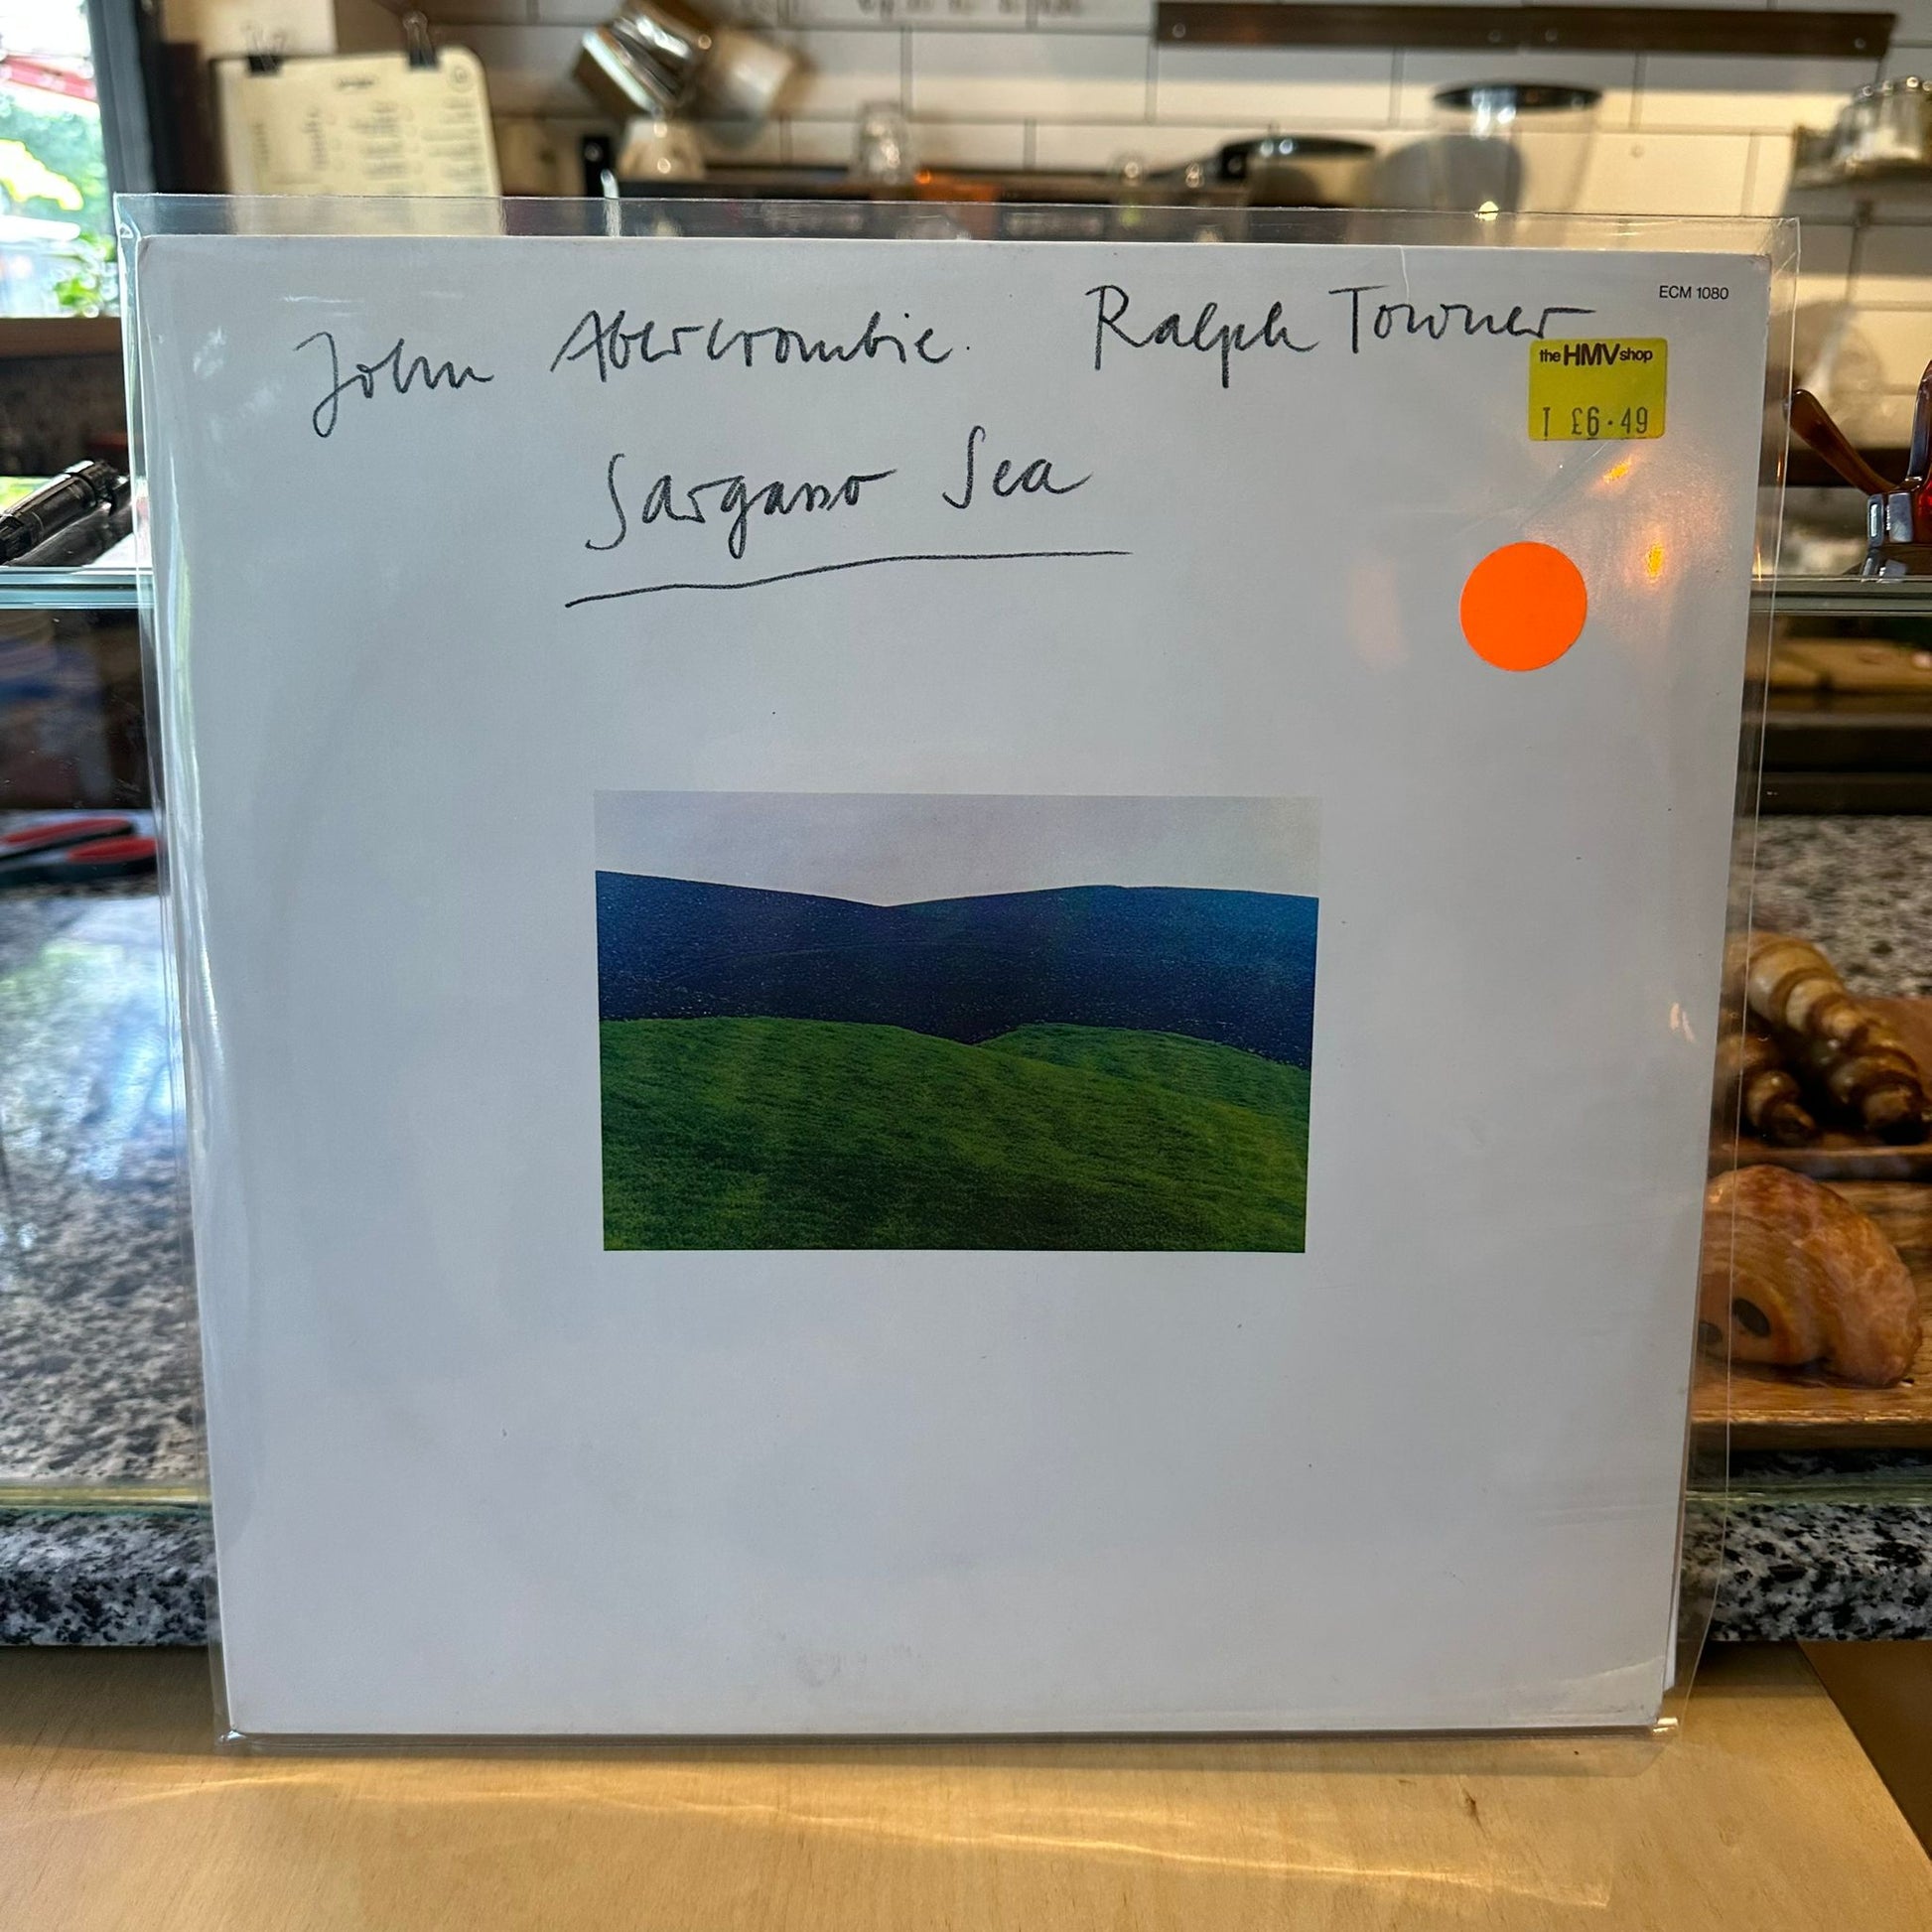 ECM 1080
John Abercrombie. Ralph Towner
the HMV shop
I £6·49
Sargasso Sea